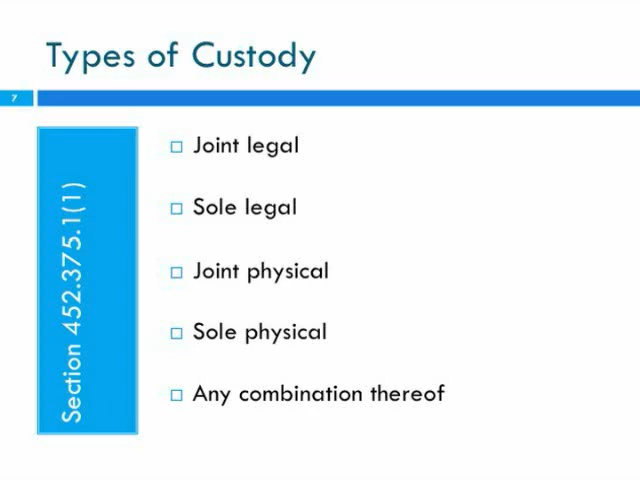 Types of Custody
7
Section 452.375.1(1)
Joint legal
Sole legal
Joint physical
Sole physical
Any combination thereof